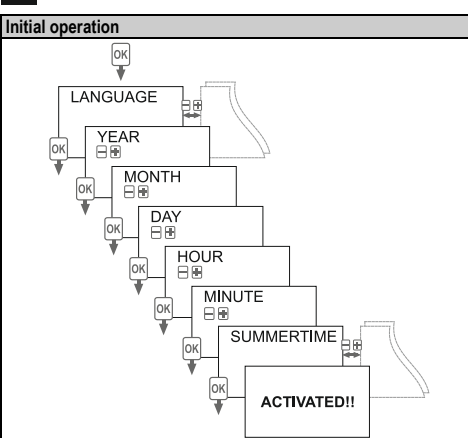 Initial operation
OK
LANGUAGE
- +
OK
YEAR
- +
OK
MONTH
- +
OK
DAY
- +
OK
HOUR
- +
OK
MINUTE
- +
OK
SUMMERTIME
- +
OK
ACTIVATED!!